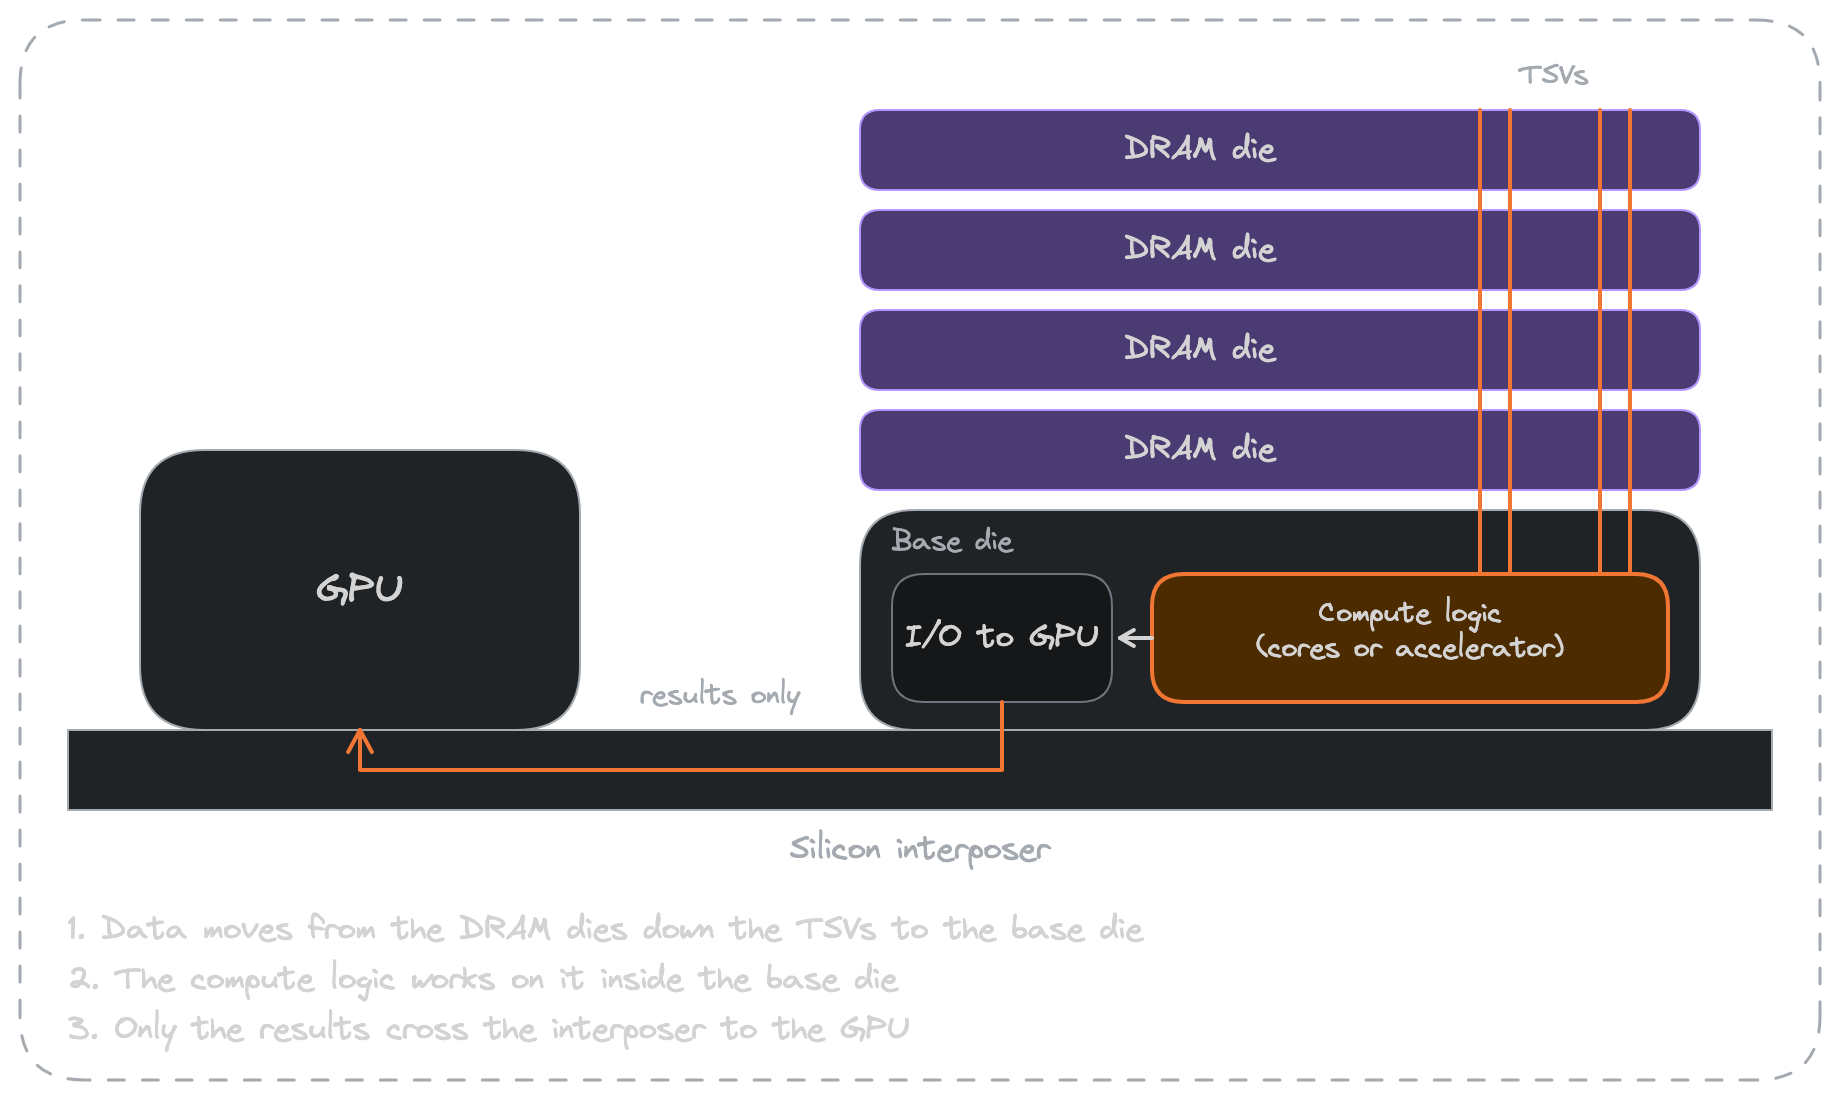 TSVs
DRAM die
DRAM die
DRAM die
DRAM die
Base die
GPU
I/O to GPU
Compute logic
(cores or accelerator)
results only
Silicon interposer
1. Data moves from the DRAM dies down the TSVs to the base die
2. The compute logic works on it inside the base die
3. Only the results cross the interposer to the GPU